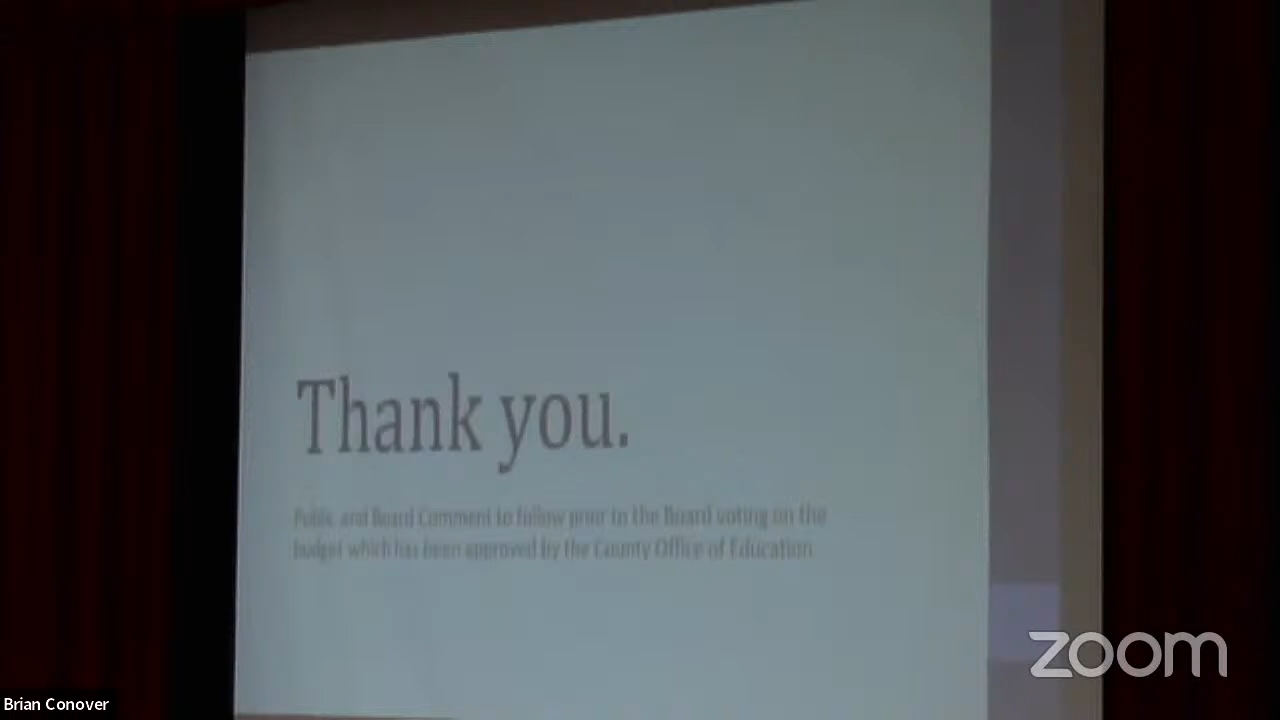 Thank you.
Public and Board Comment to follow prior to the Board voting on the
budget which has been approved by the County Office of Education
zoom
Brian Conover